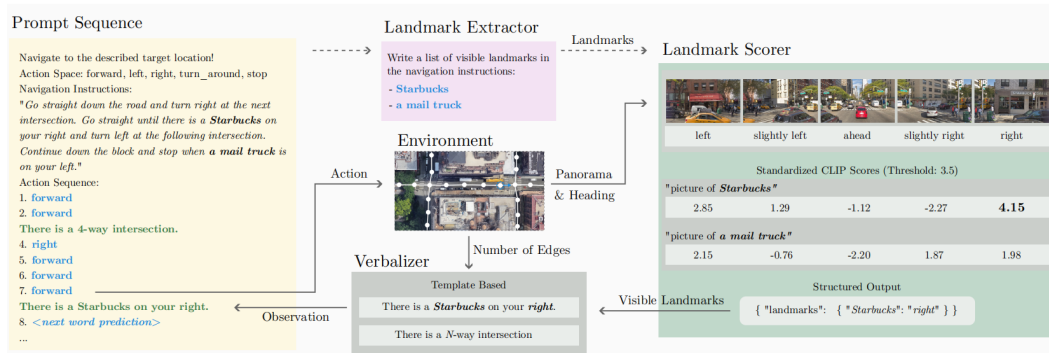 Prompt Sequence
Navigate to the described target location!
Action Space: forward, left, right, turn_around, stop
Navigation Instructions:
"Go straight down the road and turn right at the next
intersection. Go straight until there is a Starbucks on
your right and turn left at the following intersection.
Continue down the block and stop when a mail truck is
on your left."
Action Sequence:
1. forward
2. forward
There is a 4-way intersection.
4. right
5. forward
6. forward
7. forward
There is a Starbucks on your right.
8. <next word prediction>
...
Landmark Extractor
Write a list of visible landmarks in
the navigation instructions:
- Starbucks
- a mail truck
Landmarks
Environment
Action
Panorama
& Heading
Number of Edges
Verbalizer
Template Based
There is a Starbucks on your right.
There is a N-way intersection
Observation
Visible Landmarks
Landmark Scorer
left slightly left ahead slightly right right
Standardized CLIP Scores (Threshold: 3.5)
"picture of Starbucks"
2.85 1.29 -1.12 -2.27 4.15
"picture of a mail truck"
2.15 -0.76 -2.20 1.87 1.98
Structured Output
{ "landmarks": { "Starbucks": "right" } }